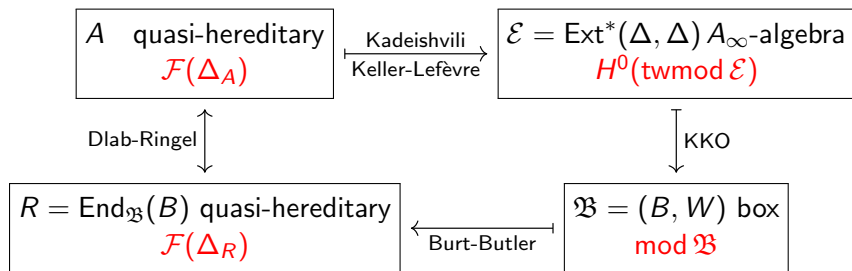 A quasi-hereditary
𝓕(Δ_A)
Kadeishvili
Keller-Lefèvre
𝓔 = Ext*(Δ, Δ) A_∞-algebra
H⁰(twmod 𝓔)
Dlab-Ringel
KKO
R = End_𝔅(B) quasi-hereditary
𝓕(Δ_R)
Burt-Butler
𝔅 = (B, W) box
mod 𝔅